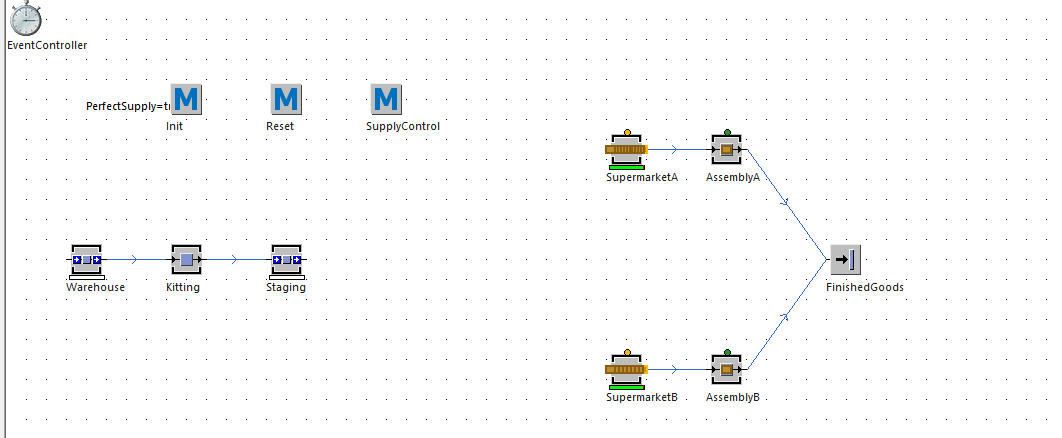 EventController
PerfectSupply=tr
M
M
M
Init
Reset
SupplyControl
SupermarketA
AssemblyA
Warehouse
Kitting
Staging
FinishedGoods
SupermarketB
AssemblyB